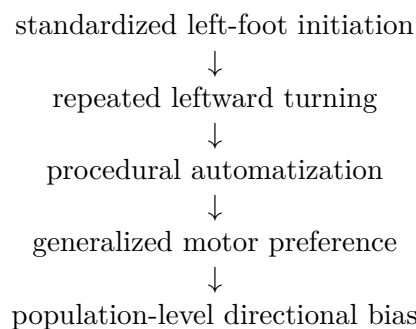 standardized left-foot initiation
↓
repeated leftward turning
↓
procedural automatization
↓
generalized motor preference
↓
population-level directional bias